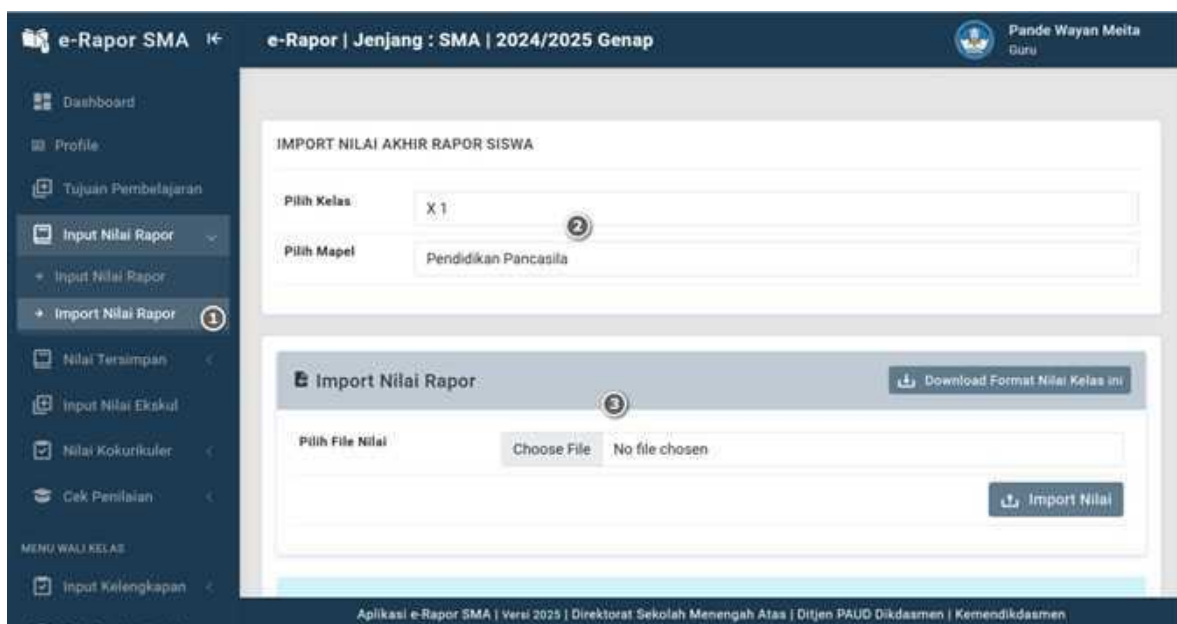 e-Rapor SMA
e-Rapor | Jenjang : SMA | 2024/2025 Genap
Pande Wayan Meita
Guru
Dashboard
Profile
Tujuan Pembelajaran
Input Nilai Rapor
Input Nilai Rapor
Import Nilai Rapor
1
Nilai Tersimpan
Input Nilai Ekskul
Nilai Kokurikuler
Cek Penilaian
MENU WALI KELAS
Input Kelengkapan
IMPORT NILAI AKHIR RAPOR SISWA
Pilih Kelas
X 1
2
Pilih Mapel
Pendidikan Pancasila
Import Nilai Rapor
Download Format Nilai Kelas ini
3
Pilih File Nilai
Choose File No file chosen
Import Nilai
Aplikasi e-Rapor SMA | Versi 2025 | Direktorat Sekolah Menengah Atas | Ditjen PAUD Dikdasmen | Kemendikdasmen